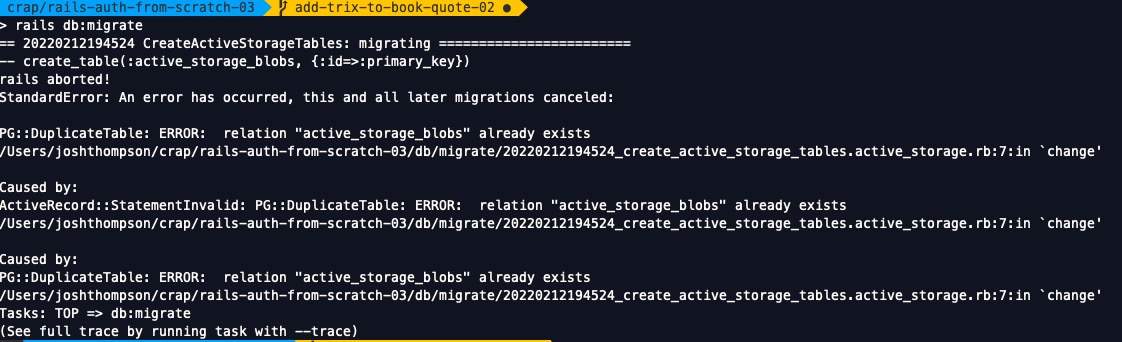 crap/rails-auth-from-scratch-03 add-trix-to-book-quote-02 ●
> rails db:migrate
== 20220212194524 CreateActiveStorageTables: migrating ========================
-- create_table(:active_storage_blobs, {:id=>:primary_key})
rails aborted!
StandardError: An error has occurred, this and all later migrations canceled:
PG::DuplicateTable: ERROR:  relation "active_storage_blobs" already exists
/Users/joshthompson/crap/rails-auth-from-scratch-03/db/migrate/20220212194524_create_active_storage_tables.active_storage.rb:7:in `change'
Caused by:
ActiveRecord::StatementInvalid: PG::DuplicateTable: ERROR:  relation "active_storage_blobs" already exists
/Users/joshthompson/crap/rails-auth-from-scratch-03/db/migrate/20220212194524_create_active_storage_tables.active_storage.rb:7:in `change'
Caused by:
PG::DuplicateTable: ERROR:  relation "active_storage_blobs" already exists
/Users/joshthompson/crap/rails-auth-from-scratch-03/db/migrate/20220212194524_create_active_storage_tables.active_storage.rb:7:in `change'
Tasks: TOP => db:migrate
(See full trace by running task with --trace)